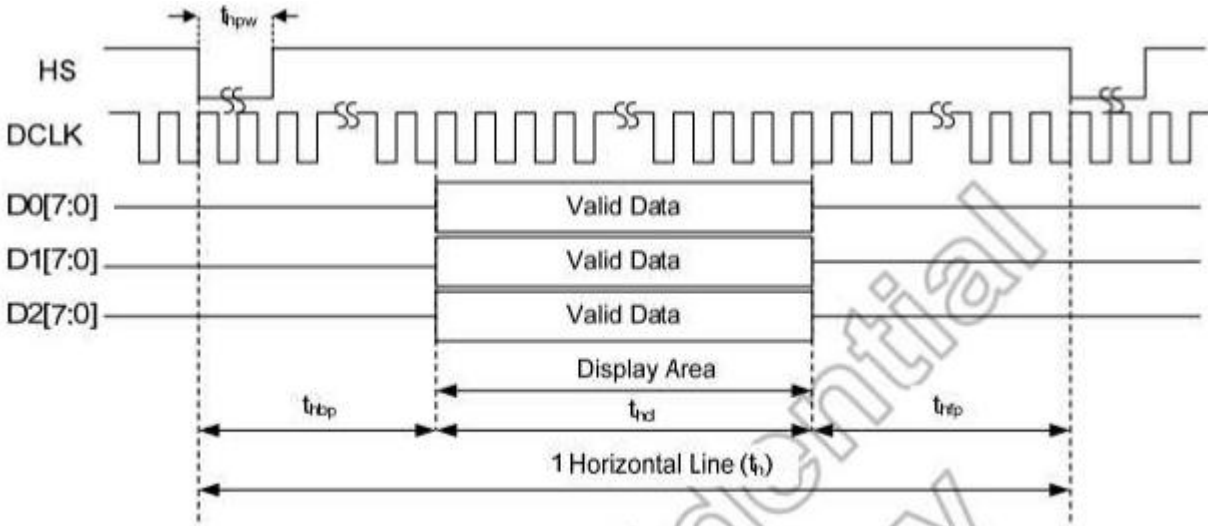 thpw
HS
DCLK
D0[7:0] Valid Data
D1[7:0] Valid Data
D2[7:0] Valid Data
Display Area
thbp thd thfp
1 Horizontal Line (th)
dential